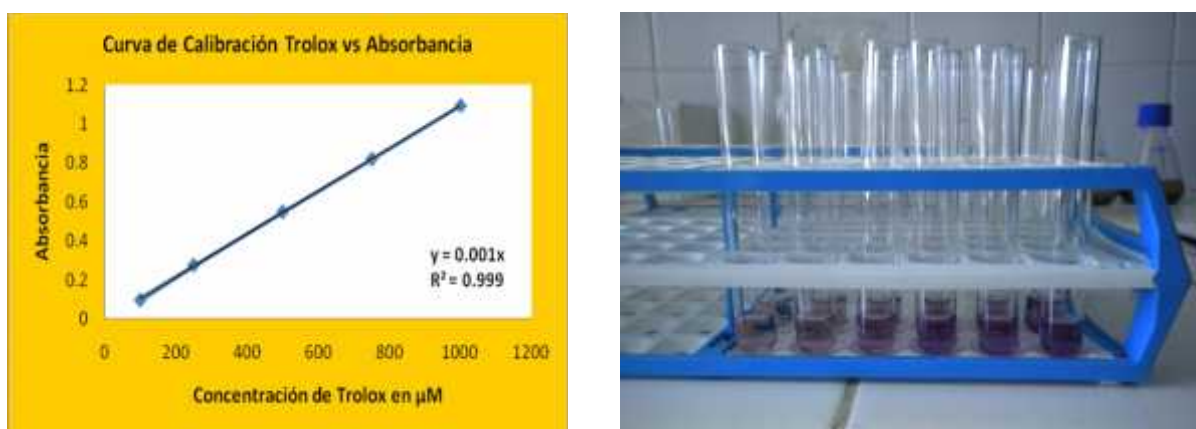 Curva de Calibración Trolox vs Absorbancia
1.2
1
0.8
0.6
0.4
0.2
0
Absorbancia
y = 0.001x
R² = 0.999
0 200 400 600 800 1000 1200
Concentración de Trolox en µM